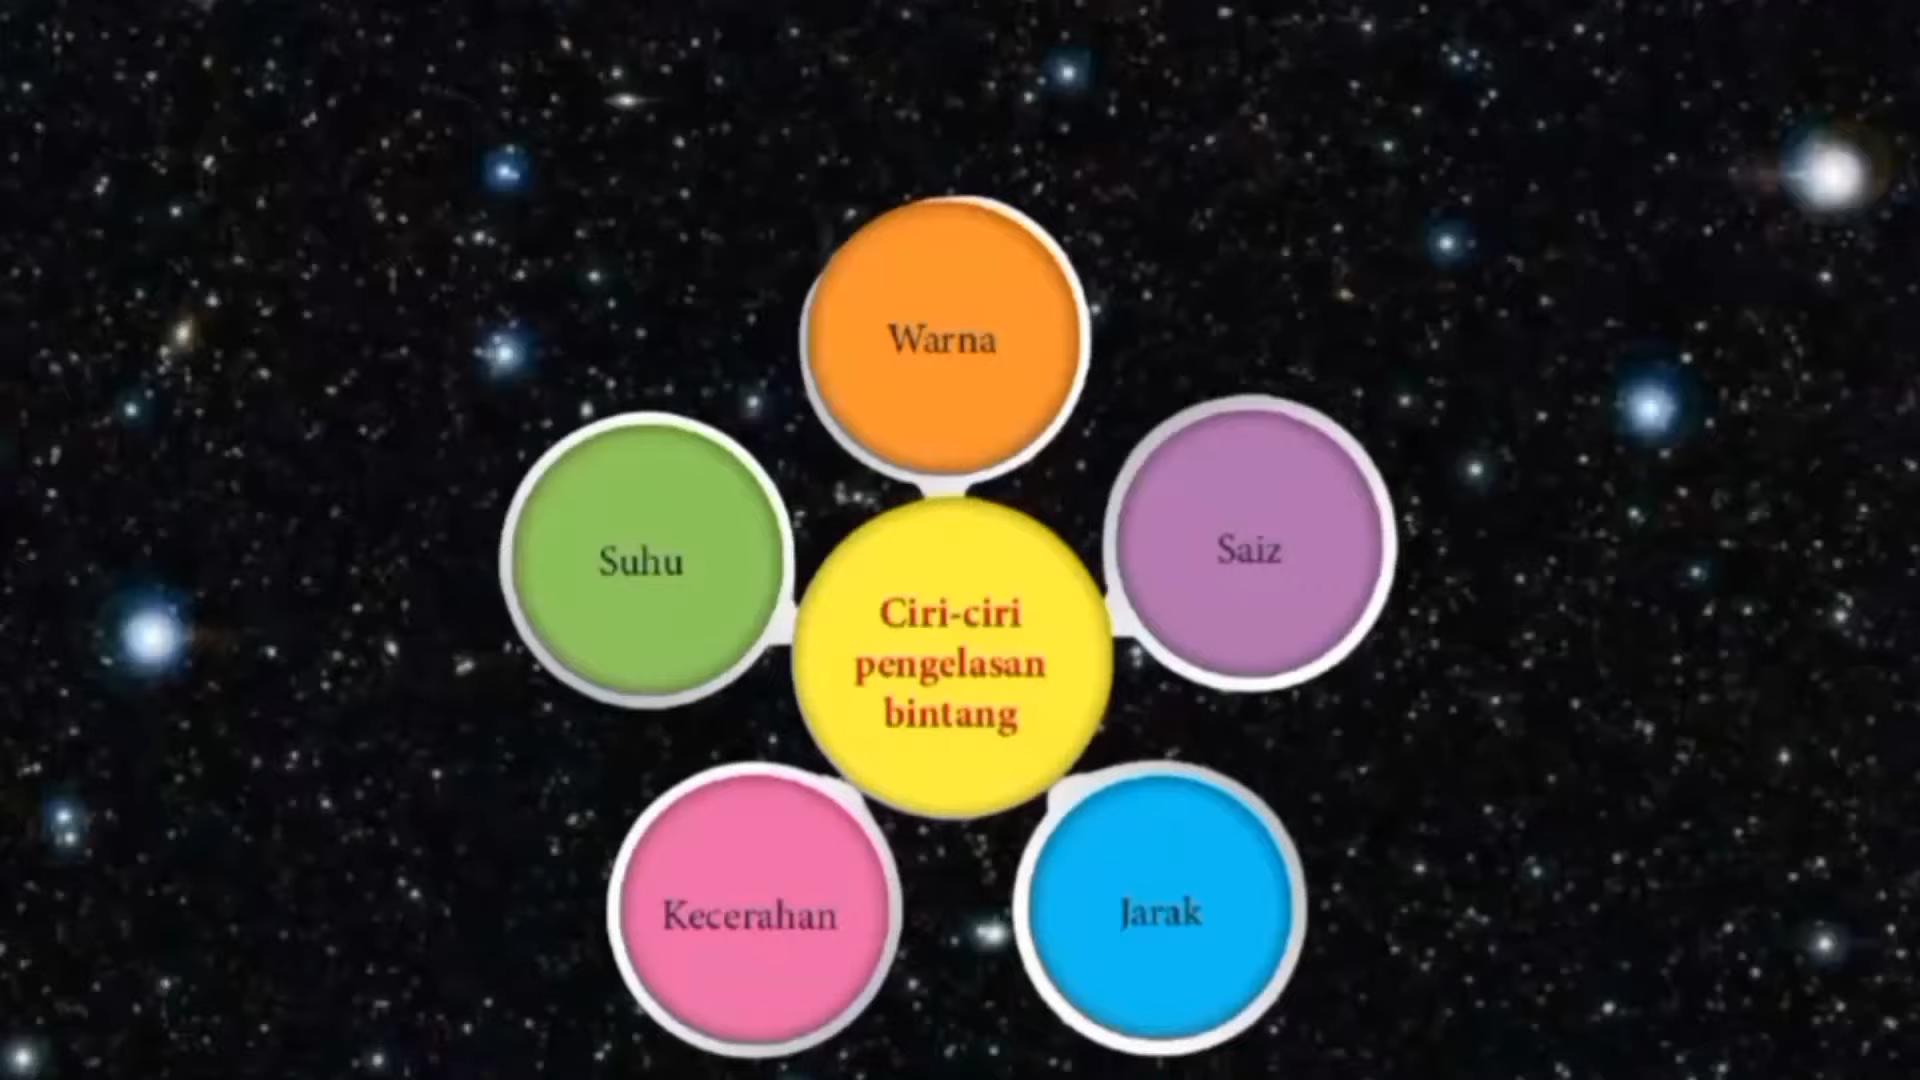 Warna
Suhu
Saiz
Ciri-ciri
pengelasan
bintang
Kecerahan
Jarak